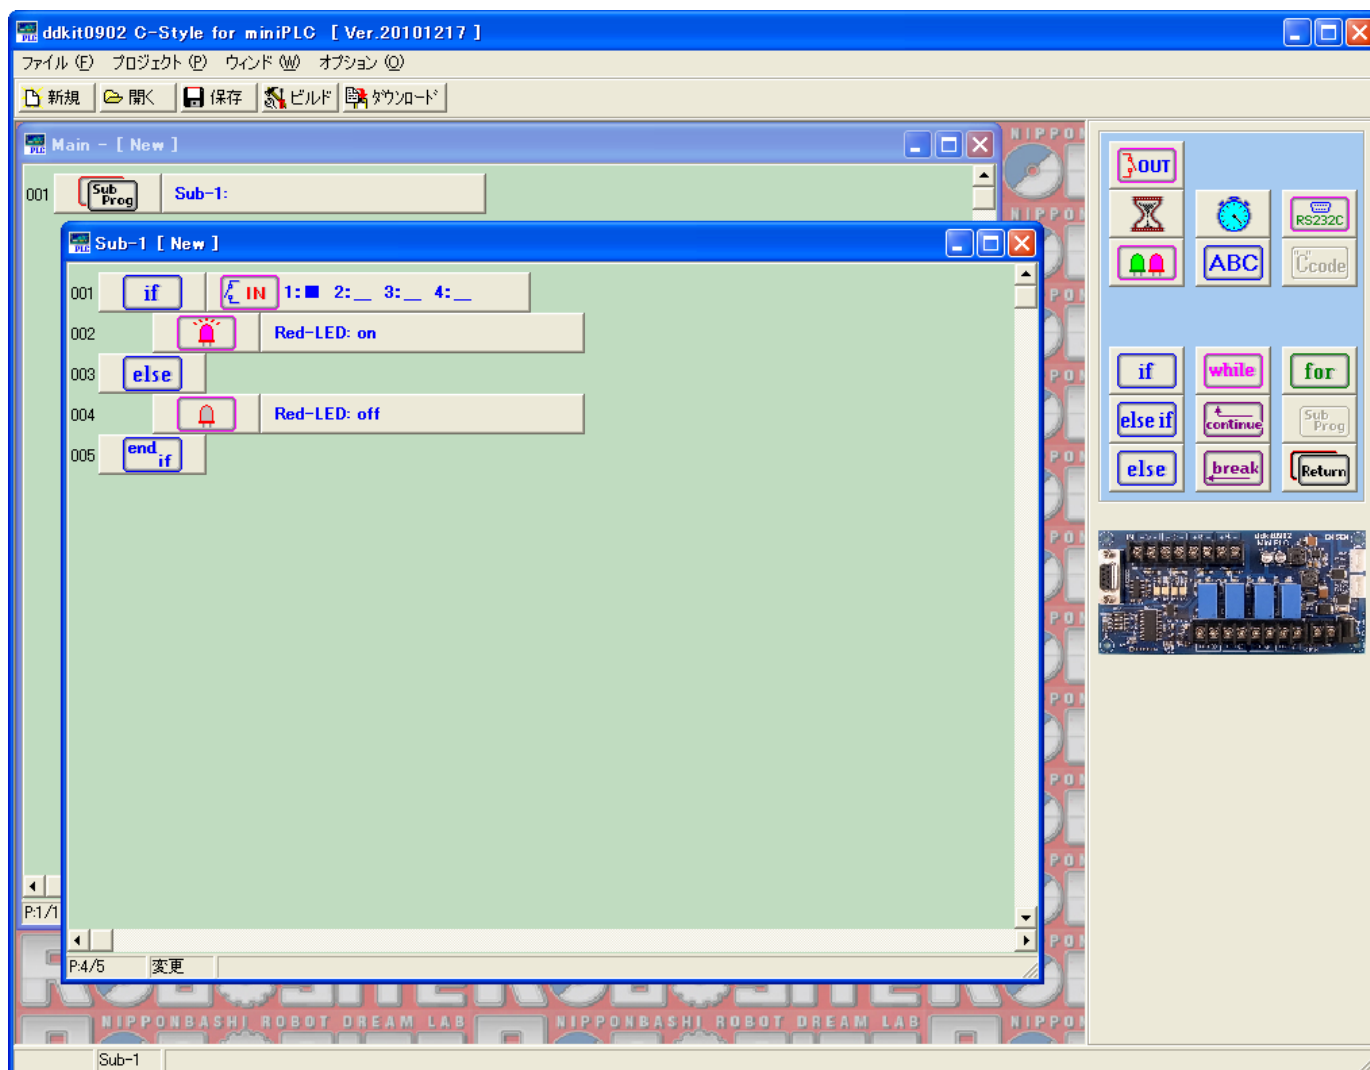 ddkit0902 C-Style for miniPLC [ Ver.20101217 ]
ファイル (F) プロジェクト (P) ウィンド (W) オプション (O)
新規 開く 保存 ビルド ダウンロード
Main - [ New ]
001 Sub Prog Sub-1:
Sub-1 [ New ]
001 if IN 1:■ 2:__ 3:__ 4:__
002 Red-LED: on
003 else
004 Red-LED: off
005 end if
P:1/1
P:4/5 変更
Sub-1
OUT
RS232C
ABC "C" Ccode
if while for
else if continue Sub Prog
else break Return
NIPPONBASHI ROBOT DREAM LAB NIPPONBASHI ROBOT DREAM LAB